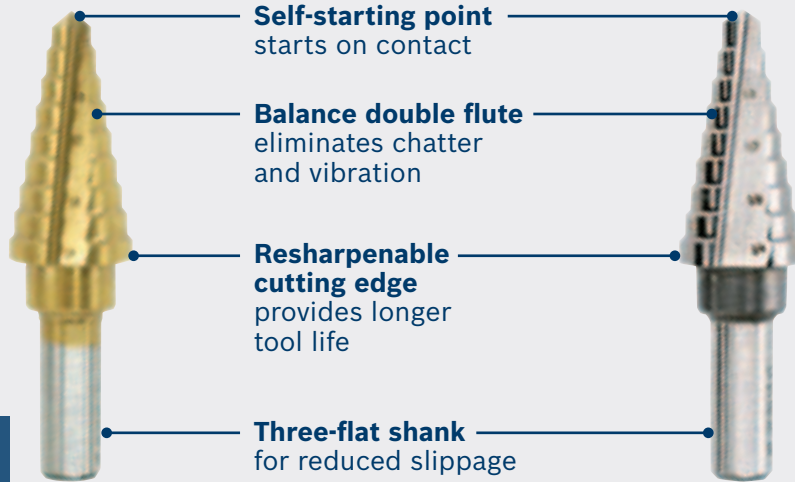 Self-starting point
starts on contact
Balance double flute
eliminates chatter
and vibration
Resharpenable
cutting edge
provides longer
tool life
Three-flat shank
for reduced slippage